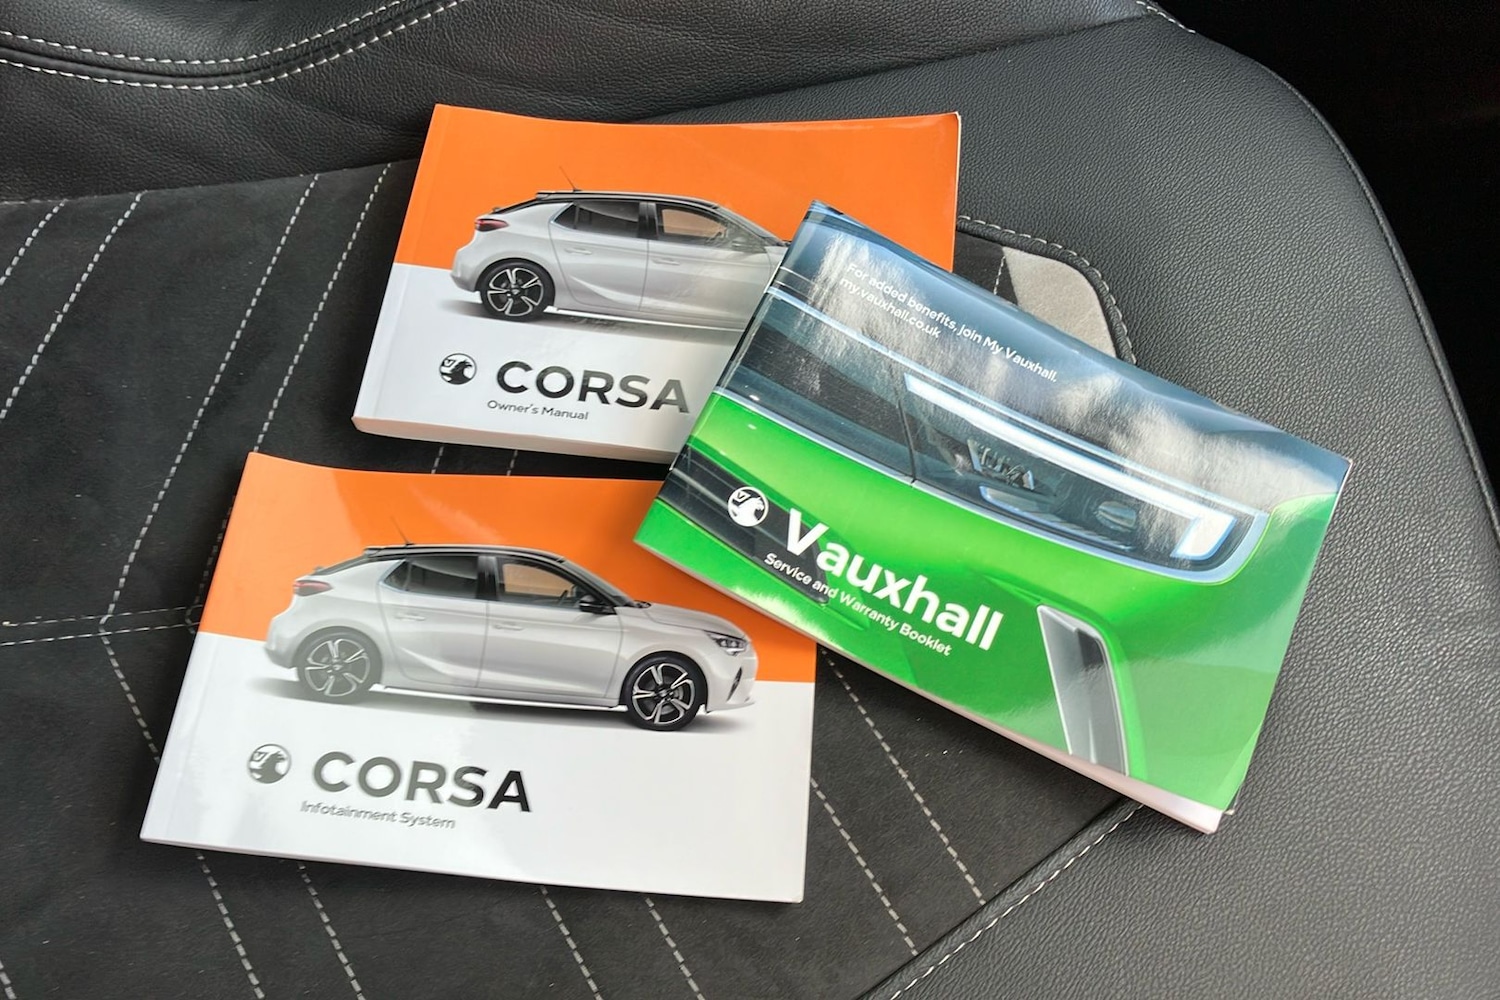 CORSA
Owner's Manual
For added benefits, join My Vauxhall.
my.vauxhall.co.uk
Vauxhall
Service and Warranty Booklet
CORSA
Infotainment System